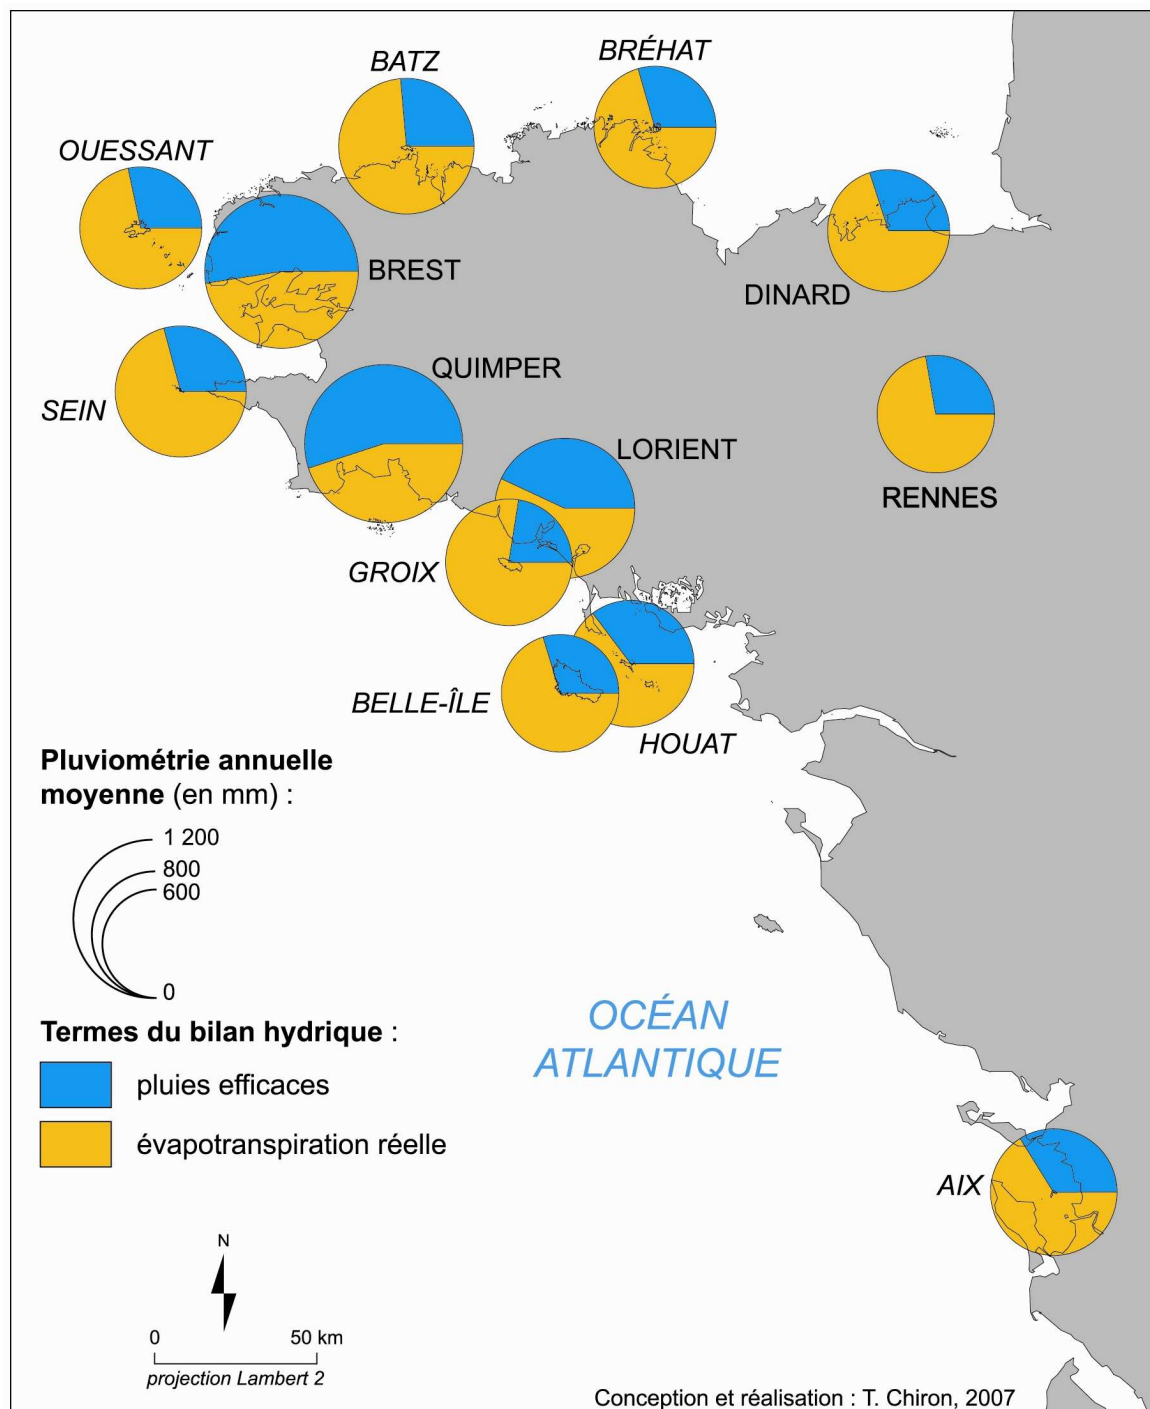 BATZ
BRÉHAT
OUESSANT
BREST
DINARD
QUIMPER
SEIN
LORIENT
RENNES
GROIX
BELLE-ÎLE
HOUAT
Pluviométrie annuelle
moyenne (en mm) :
1 200
800
600
0
Termes du bilan hydrique :
pluies efficaces
évapotranspiration réelle
OCÉAN
ATLANTIQUE
AIX
N
0 50 km
projection Lambert 2
Conception et réalisation : T. Chiron, 2007